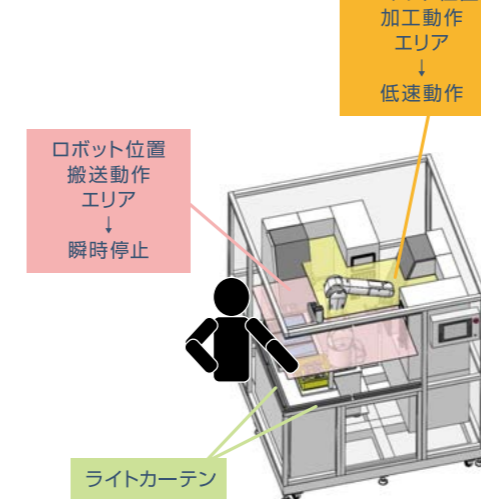 加工動作
エリア
↓
低速動作
ロボット位置
搬送動作
エリア
↓
瞬時停止
ライトカーテン